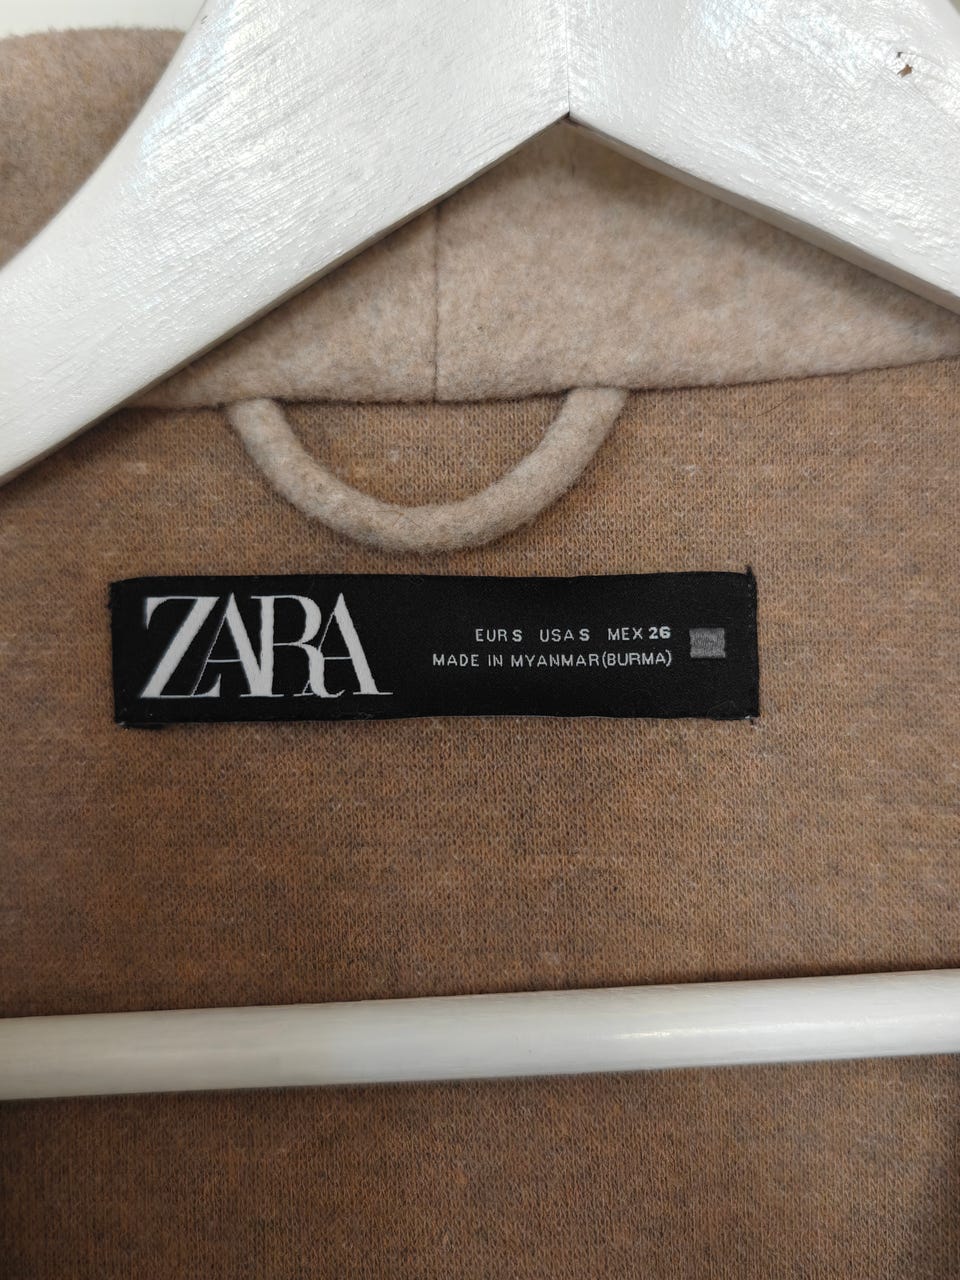 ZARA
EUR S USA S MEX 26
MADE IN MYANMAR(BURMA)